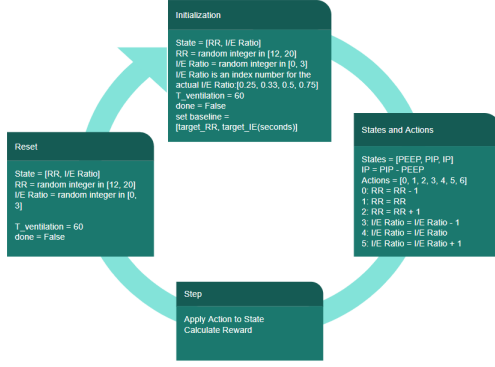 Initialization
State = [RR, I/E Ratio]
RR = random integer in [12, 20]
I/E Ratio = random integer in [0, 3]
I/E Ratio is an index number for the
actual I/E Ratio:[0.25, 0.33, 0.5, 0.75]
T_ventilation = 60
done = False
set baseline =
[target_RR, target_IE(seconds)]
States and Actions
States = [PEEP, PIP, IP]
IP = PIP - PEEP
Actions = [0, 1, 2, 3, 4, 5, 6]
0: RR = RR - 1
1: RR = RR
2: RR = RR + 1
3: I/E Ratio = I/E Ratio - 1
4: I/E Ratio = I/E Ratio
5: I/E Ratio = I/E Ratio + 1
Step
Apply Action to State
Calculate Reward
Reset
State = [RR, I/E Ratio]
RR = random integer in [12, 20]
I/E Ratio = random integer in [0,
3]
T_ventilation = 60
done = False